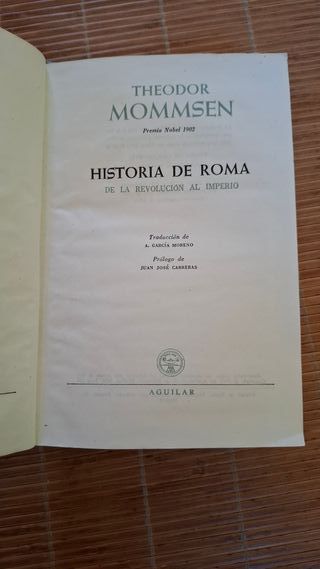 THEODOR
MOMMSEN
Premio Nobel 1902
HISTORIA DE ROMA
DE LA REVOLUCIÓN AL IMPERIO
Traducción de
A. GARCÍA MORENO
Prólogo de
JUAN JOSÉ CARRERAS
AGUILAR